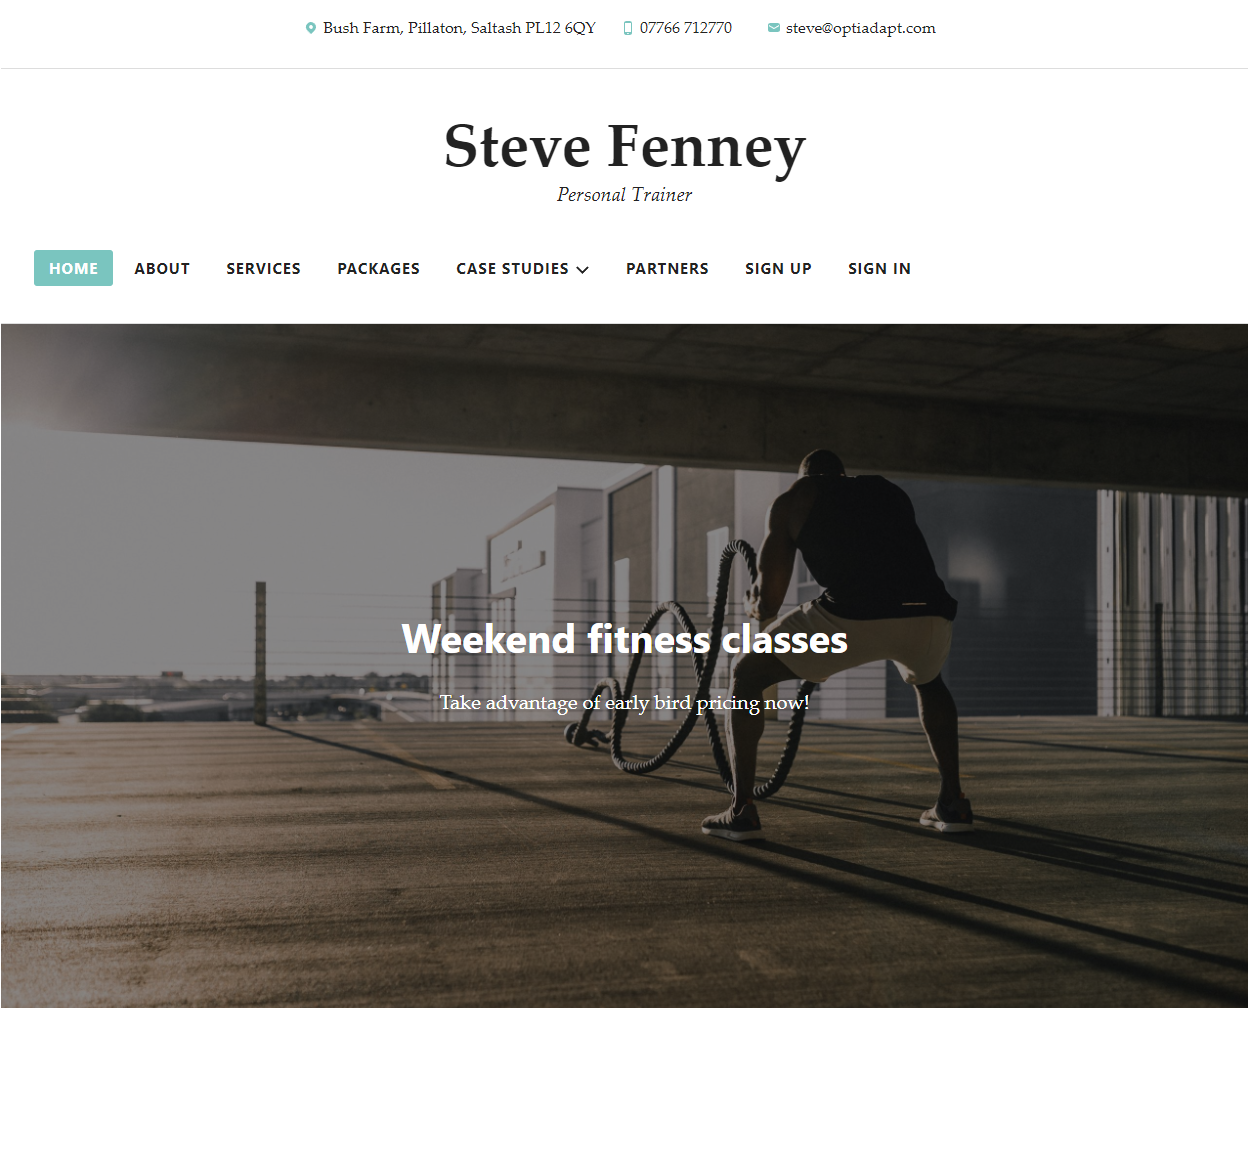 Bush Farm, Pillaton, Saltash PL12 6QY 07766 712770 steve@optiadapt.com
Steve Fenney
Personal Trainer
HOME ABOUT SERVICES PACKAGES CASE STUDIES PARTNERS SIGN UP SIGN IN
Weekend fitness classes
Take advantage of early bird pricing now!